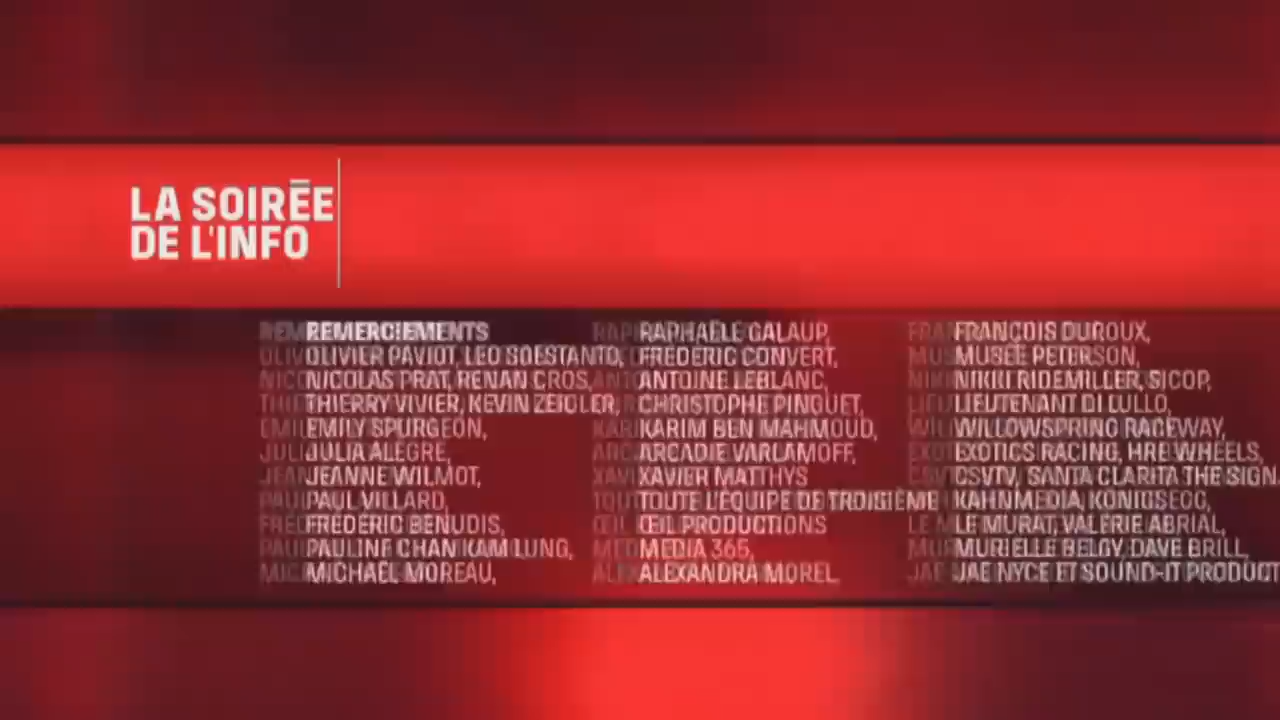 LA SOIRÉE
DE L'INFO
REMERCIEMENTS
OLIVIER PAVIOT, LEO SOESTANTO,
NICOLAS PRAT, RENAN CROS,
THIERRY VIVIER, KEVIN ZEIGLER,
EMILY SPURGEON,
JULIA ALEGRE,
JEANNE WILMOT,
PAUL VILLARD,
FREDERIC BENUDIS,
PAULINE CHAN KAM LUNG,
MICHAËL MOREAU,
RAPHAËLE GALAUP,
FREDERIC CONVERT,
ANTOINE LEBLANC,
CHRISTOPHE PINGUET,
KARIM BEN MAHMOUD,
ARCADIE VARLAMOFF,
XAVIER MATTHYS
TOUTE L'ÉQUIPE DE TROISIÈME
ŒIL PRODUCTIONS
MEDIA 365,
ALEXANDRA MOREL
FRANÇOIS DUROUX,
MUSÉE PETERSON,
NIKKI RIDEMILLER, SICOP,
LIEUTENANT DI LULLO,
WILLOWSPRING RACEWAY,
EXOTICS RACING, HRE WHEELS,
CSVTV, SANTA CLARITA THE SIGN,
KAHNMEDIA, KONIGSEGG,
LE MURAT, VALÉRIE ABRIAL,
MURIELLE BELGY, DAVE BRILL,
JAE NYCE ET SOUND-IT PRODUCT